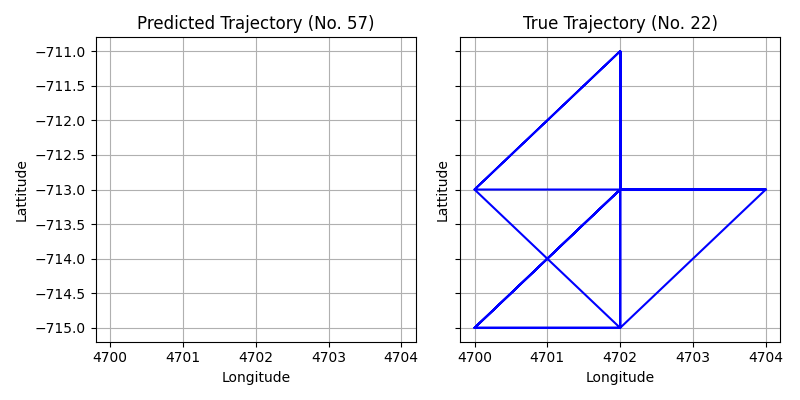 Predicted Trajectory (No. 57)
True Trajectory (No. 22)
−711.0
−711.5
−712.0
−712.5
−713.0
−713.5
−714.0
−714.5
−715.0
Lattitude
Lattitude
4700 4701 4702 4703 4704
4700 4701 4702 4703 4704
Longitude
Longitude